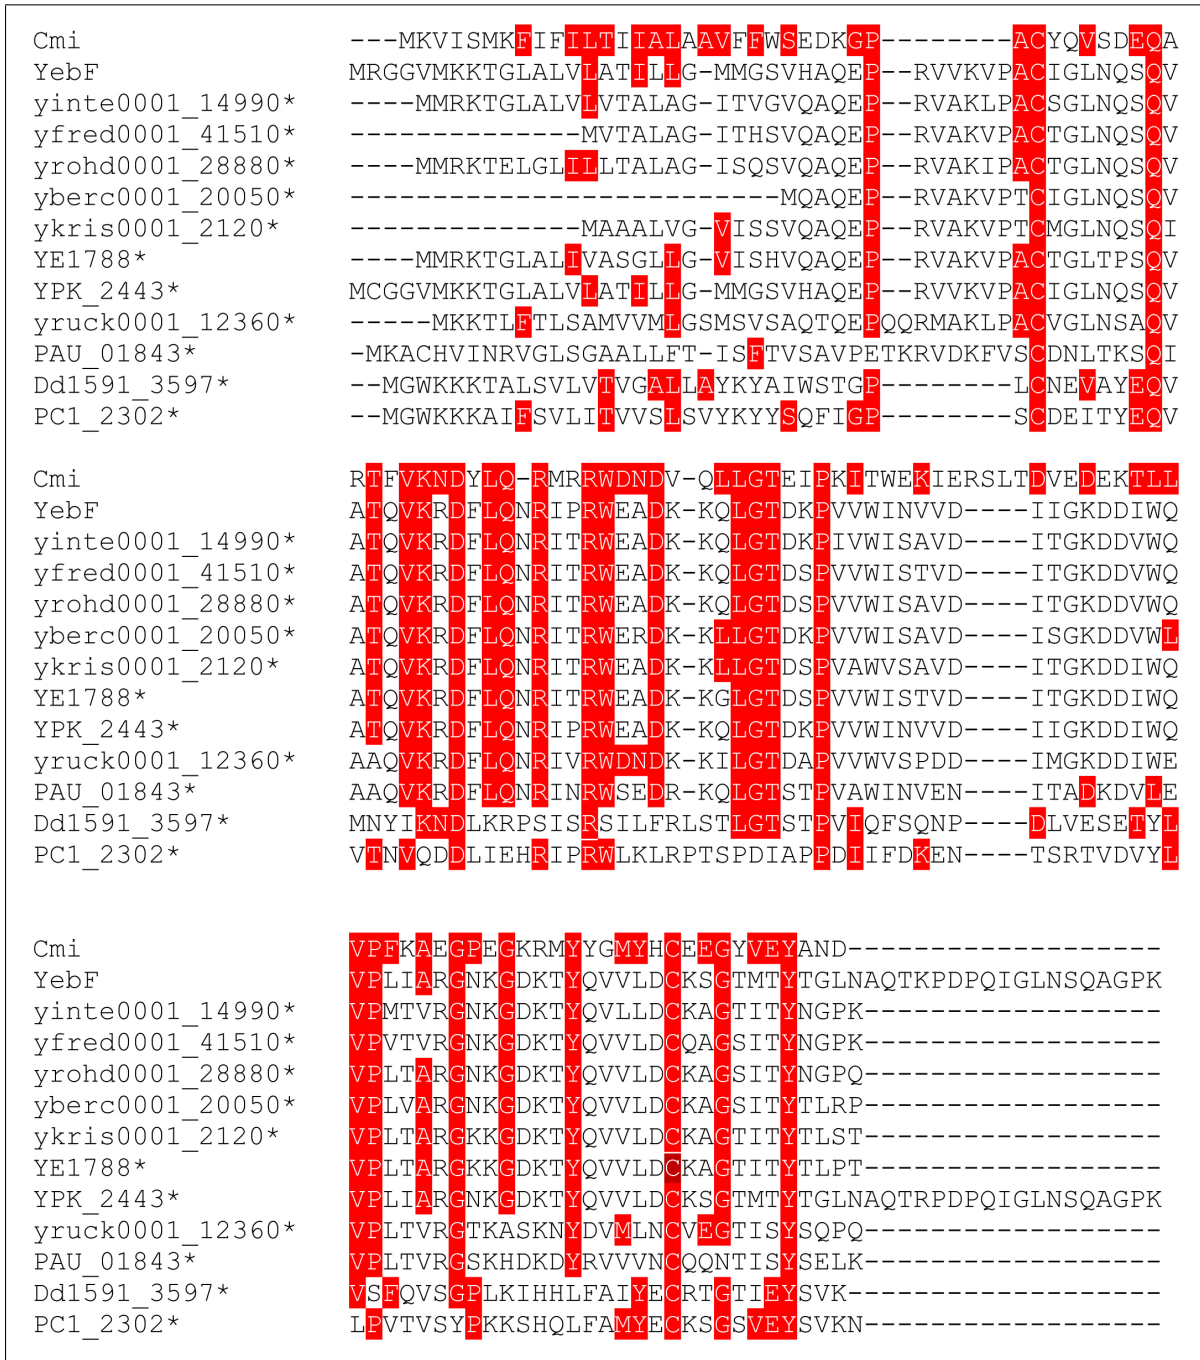 Cmi ---MKVISMKFIFILTIIALAAVFFWSEDKGP--------ACYQVSDEQA
YebF MRGGVMKKTGLALVLATILLG-MMGSVHAQEP--RVVKVPACIGLNQSQV
yinte0001_14990* ----MMRKTGLALVLVTALAG-ITVGVQAQEP--RVAKLPACSGLNQSQV
yfred0001_41510* --------------MVTALAG-ITHSVQAQEP--RVAKVPACTGLNQSQV
yrohd0001_28880* ----MMRKTELGLILLTALAG-ISQSVQAQEP--RVAKIPACTGLNQSQV
yberc0001_20050* --------------------------MQAQEP--RVAKVPTCIGLNQSQV
ykris0001_2120* --------------MAAALVG-VISSVQAQEP--RVAKVPTCMGLNQSQI
YE1788* ----MMRKTGLALIVASGLLG-VISHVQAQEP--RVAKVPACTGLTPSQV
YPK_2443* MCGGVMKKTGLALVLATILLG-MMGSVHAQEP--RVVKVPACIGLNQSQV
yruck0001_12360* -----MKKTLFTLSAMVVMLGSMSVSAQTQEPQQRMAKLPACVGLNSAQV
PAU_01843* -MKACHVINRVGLSGAALLFT-ISFTVSAVPETKRVDKFVSCDNLTKSQI
Dd1591_3597* --MGWKKKTALSVLVTVGALLAYKYAIWSTGP--------LCNEVAYEQV
PC1_2302* --MGWKKKAIFSVLITVVSLSVYKYYSQFIGP--------SCDEITYEQV
Cmi RTFVKNDYLQ-RMRRWDNDV-QLLGTEIPKITWEKIERSLTDVEDEKTLL
YebF ATQVKRDFLQNRIPRWEADK-KQLGTDKPVVWINVVD----IIGKDDIWQ
yinte0001_14990* ATQVKRDFLQNRITRWEADK-KQLGTDKPIVWISAVD----ITGKDDVWQ
yfred0001_41510* ATQVKRDFLQNRITRWEADK-KQLGTDSPVVWISTVD----ITGKDDVWQ
yrohd0001_28880* ATQVKRDFLQNRITRWEADK-KQLGTDSPVVWISAVD----ITGKDDVWQ
yberc0001_20050* ATQVKRDFLQNRITRWERDK-KLLGTDKPVVWISAVD----ISGKDDVWL
ykris0001_2120* ATQVKRDFLQNRITRWEADK-KLLGTDSPVAWVSAVD----ITGKDDIWQ
YE1788* ATQVKRDFLQNRITRWEADK-KGLGTDSPVVWISTVD----ITGKDDIWQ
YPK_2443* ATQVKRDFLQNRIPRWEADK-KQLGTDKPVVWINVVD----IIGKDDIWQ
yruck0001_12360* AAQVKRDFLQNRIVRWDNDK-KILGTDAPVVWVSPDD----IMGKDDIWE
PAU_01843* AAQVKRDFLQNRINRWSEDR-KQLGTSTPVAWINVEN----ITADKDVLE
Dd1591_3597* MNYIKNDLKRPSISRSILFRLSTLGTSTPVIQFSQNP----DLVESETYL
PC1_2302* VTNVQDDLIEHRIPRWLKLRPTSPDIAPPDIIFDKEN----TSRTVDVYL
Cmi VPFKAEGPEGKRMYYGMYHCEEGYVEYAND-------------------
YebF VPLIARGNKGDKTYQVVLDCKSGTMTYTGLNAQTKPDPQIGLNSQAGPK
yinte0001_14990* VPMTVRGNKGDKTYQVLLDCKAGTITYNGPK------------------
yfred0001_41510* VPVTVRGNKGDKTYQVVLDCQAGSITYNGPK------------------
yrohd0001_28880* VPLTARGNKGDKTYQVVLDCKAGSITYNGPQ------------------
yberc0001_20050* VPLVARGNKGDKTYQVVLDCKAGSITYTLRP------------------
ykris0001_2120* VPLTARGKKGDKTYQVVLDCKAGTITYTLST------------------
YE1788* VPLTARGKKGDKTYQVVLDCKAGTITYTLPT------------------
YPK_2443* VPLIARGNKGDKTYQVVLDCKSGTMTYTGLNAQTRPDPQIGLNSQAGPK
yruck0001_12360* VPLTVRGTKASKNYDVMLNCVEGTISYSQPQ------------------
PAU_01843* VPLTVRGSKHDKDYRVVVNCQQNTISYSELK------------------
Dd1591_3597* VSFQVSGPLKIHHLFAIYECRTGTIEYSVK-------------------
PC1_2302* LPVTVSYPKKSHQLFAMYECKSGSVEYSVKN------------------